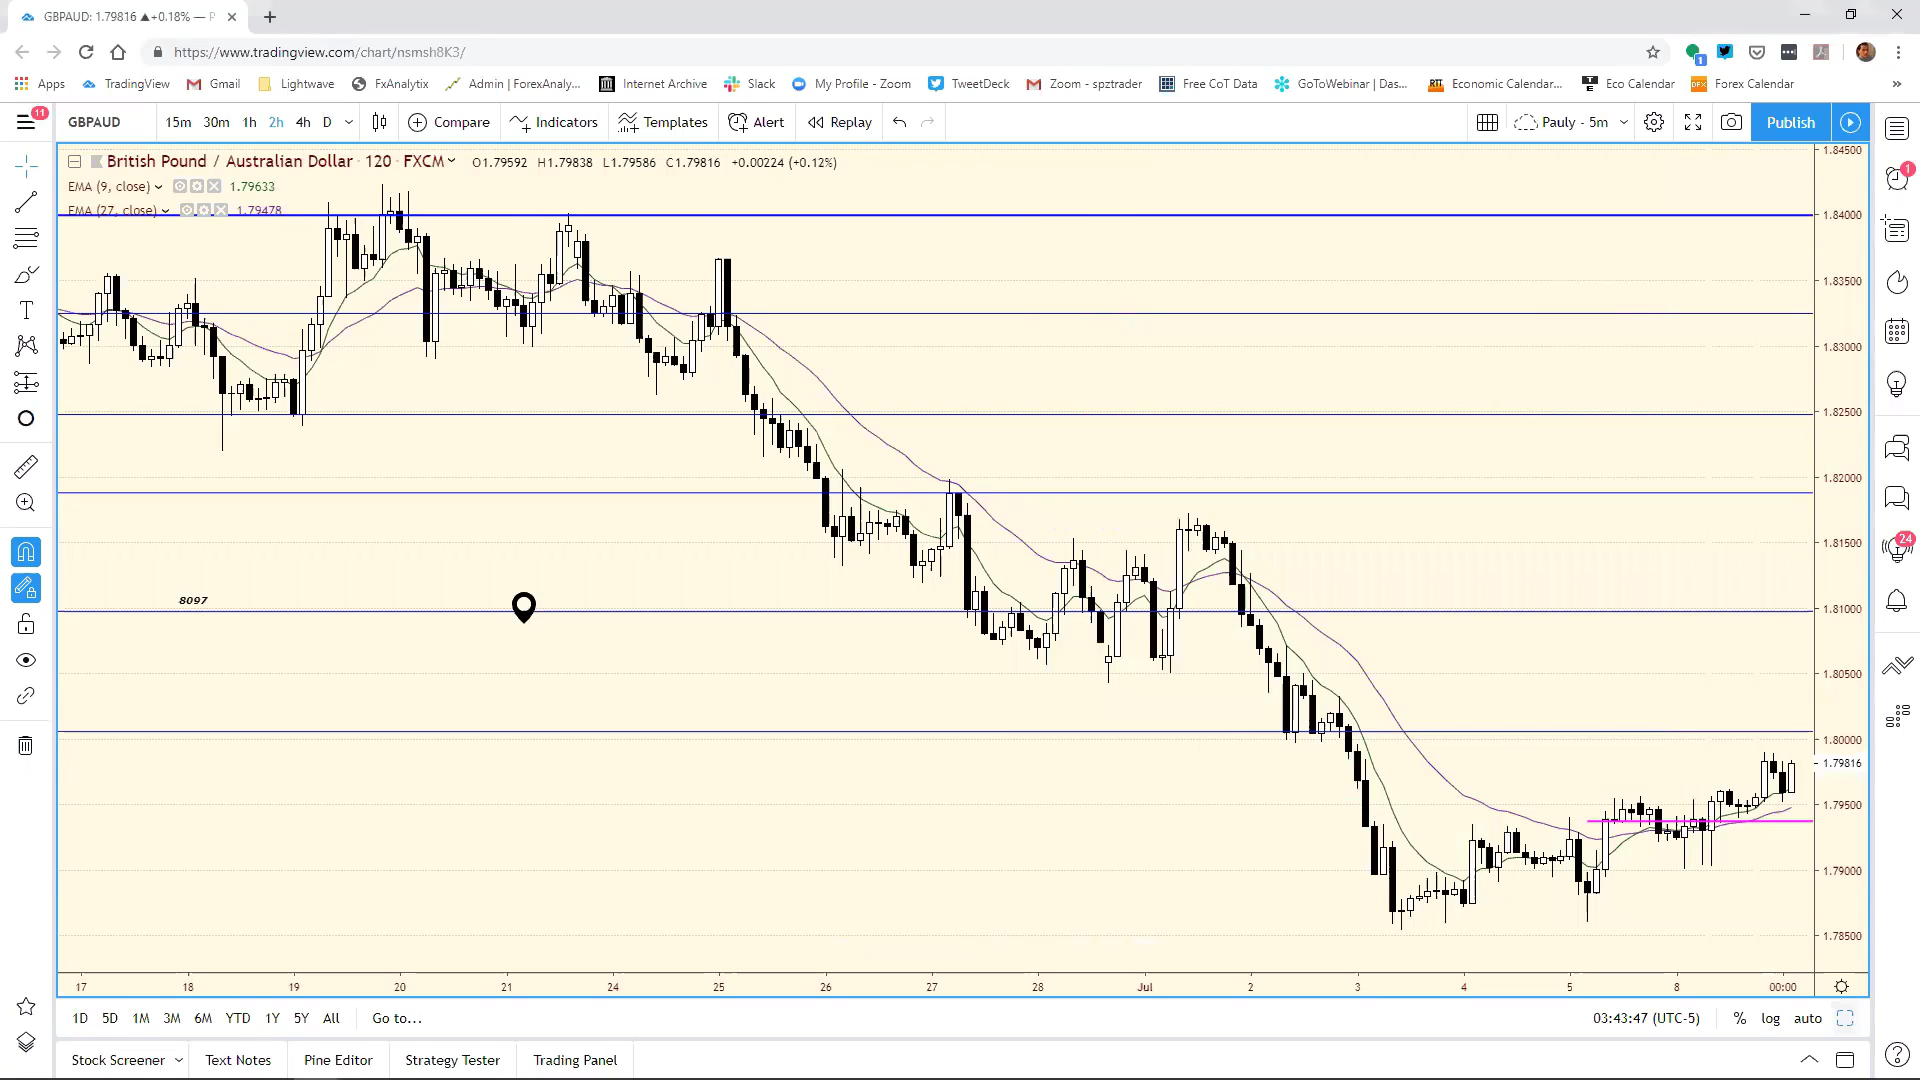 GBPAUD: 1.79816 ▲+0.18% — P
https://www.tradingview.com/chart/nsmsh8K3/
Apps TradingView Gmail Lightwave FxAnalytix Admin | ForexAnaly... Internet Archive Slack My Profile - Zoom TweetDeck Zoom - spztrader Free CoT Data GoToWebinar | Das... Economic Calendar... Eco Calendar Forex Calendar »
11 GBPAUD 15m 30m 1h 2h 4h D Compare Indicators Templates Alert Replay Pauly - 5m Publish
British Pound / Australian Dollar · 120 · FXCM O1.79592 H1.79838 L1.79586 C1.79816 +0.00224 (+0.12%)
EMA (9, close) 1.79633
EMA (27, close) 1.79478
1.84500
1.84000
1.83500
1.83000
1.82500
1.82000
1.81500
8097
1.81000
1.80500
1.80000
1.79816
1.79500
1.79000
1.78500
1
1
24
17 18 19 20 21 24 25 26 27 28 Jul 2 3 4 5 8 00:00
1D 5D 1M 3M 6M YTD 1Y 5Y All Go to... 03:43:47 (UTC-5) % log auto
Stock Screener Text Notes Pine Editor Strategy Tester Trading Panel